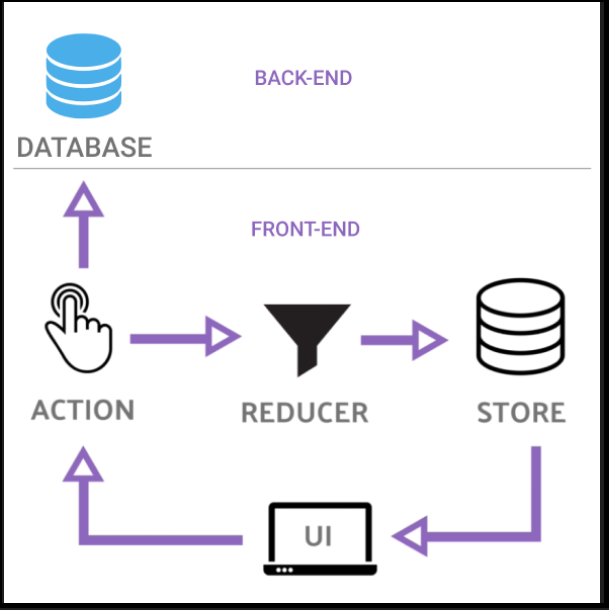 BACK-END
DATABASE
FRONT-END
ACTION
REDUCER
STORE
UI